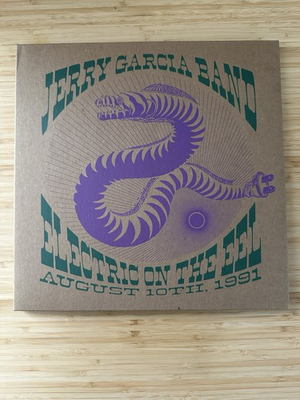 JERRY GARCIA BAND
ELECTRIC ON THE EEL
AUGUST 10TH, 1991